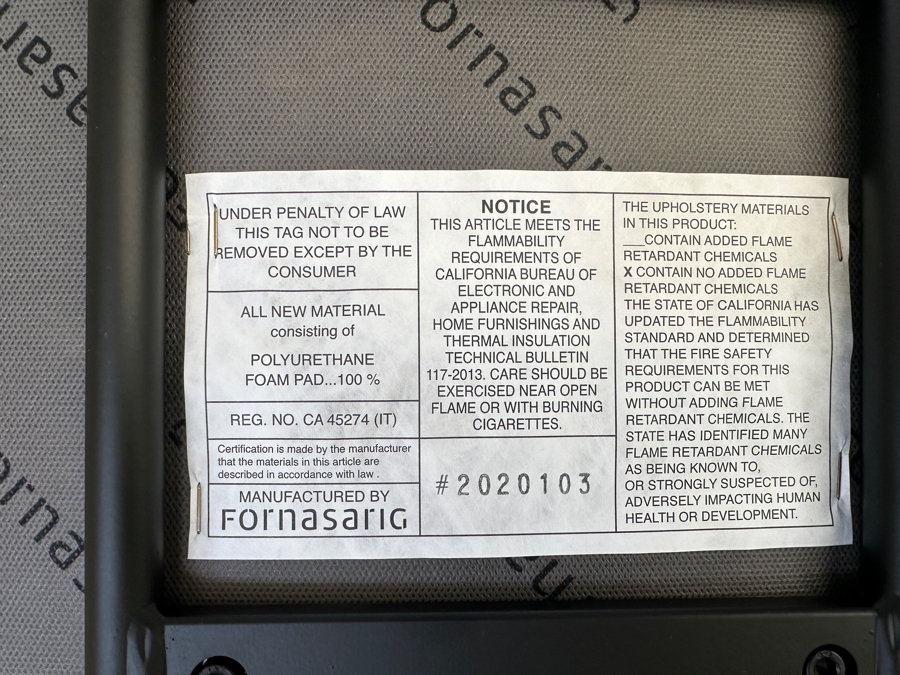 fornasar
UNDER PENALTY OF LAW
THIS TAG NOT TO BE
REMOVED EXCEPT BY THE
CONSUMER
ALL NEW MATERIAL
consisting of
POLYURETHANE
FOAM PAD...100 %
REG. NO. CA 45274 (IT)
Certification is made by the manufacturer
that the materials in this article are
described in accordance with law .
MANUFACTURED BY
Fornasarig
NOTICE
THIS ARTICLE MEETS THE
FLAMMABILITY
REQUIREMENTS OF
CALIFORNIA BUREAU OF
ELECTRONIC AND
APPLIANCE REPAIR,
HOME FURNISHINGS AND
THERMAL INSULATION
TECHNICAL BULLETIN
117-2013. CARE SHOULD BE
EXERCISED NEAR OPEN
FLAME OR WITH BURNING
CIGARETTES.
#2020103
THE UPHOLSTERY MATERIALS
IN THIS PRODUCT:
___CONTAIN ADDED FLAME
RETARDANT CHEMICALS
X CONTAIN NO ADDED FLAME
RETARDANT CHEMICALS
THE STATE OF CALIFORNIA HAS
UPDATED THE FLAMMABILITY
STANDARD AND DETERMINED
THAT THE FIRE SAFETY
REQUIREMENTS FOR THIS
PRODUCT CAN BE MET
WITHOUT ADDING FLAME
RETARDANT CHEMICALS. THE
STATE HAS IDENTIFIED MANY
FLAME RETARDANT CHEMICALS
AS BEING KNOWN TO,
OR STRONGLY SUSPECTED OF,
ADVERSELY IMPACTING HUMAN
HEALTH OR DEVELOPMENT.